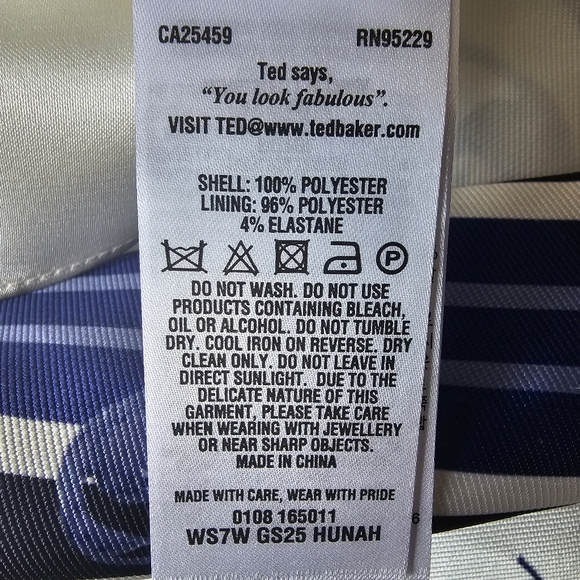 CA25459 RN95229
Ted says,
“You look fabulous”.
VISIT TED@www.tedbaker.com
SHELL: 100% POLYESTER
LINING: 96% POLYESTER
4% ELASTANE
P
DO NOT WASH. DO NOT USE
PRODUCTS CONTAINING BLEACH,
OIL OR ALCOHOL. DO NOT TUMBLE
DRY. COOL IRON ON REVERSE. DRY
CLEAN ONLY. DO NOT LEAVE IN
DIRECT SUNLIGHT. DUE TO THE
DELICATE NATURE OF THIS
GARMENT, PLEASE TAKE CARE
WHEN WEARING WITH JEWELLERY
OR NEAR SHARP OBJECTS.
MADE IN CHINA
MADE WITH CARE, WEAR WITH PRIDE
0108 165011
WS7W GS25 HUNAH
6